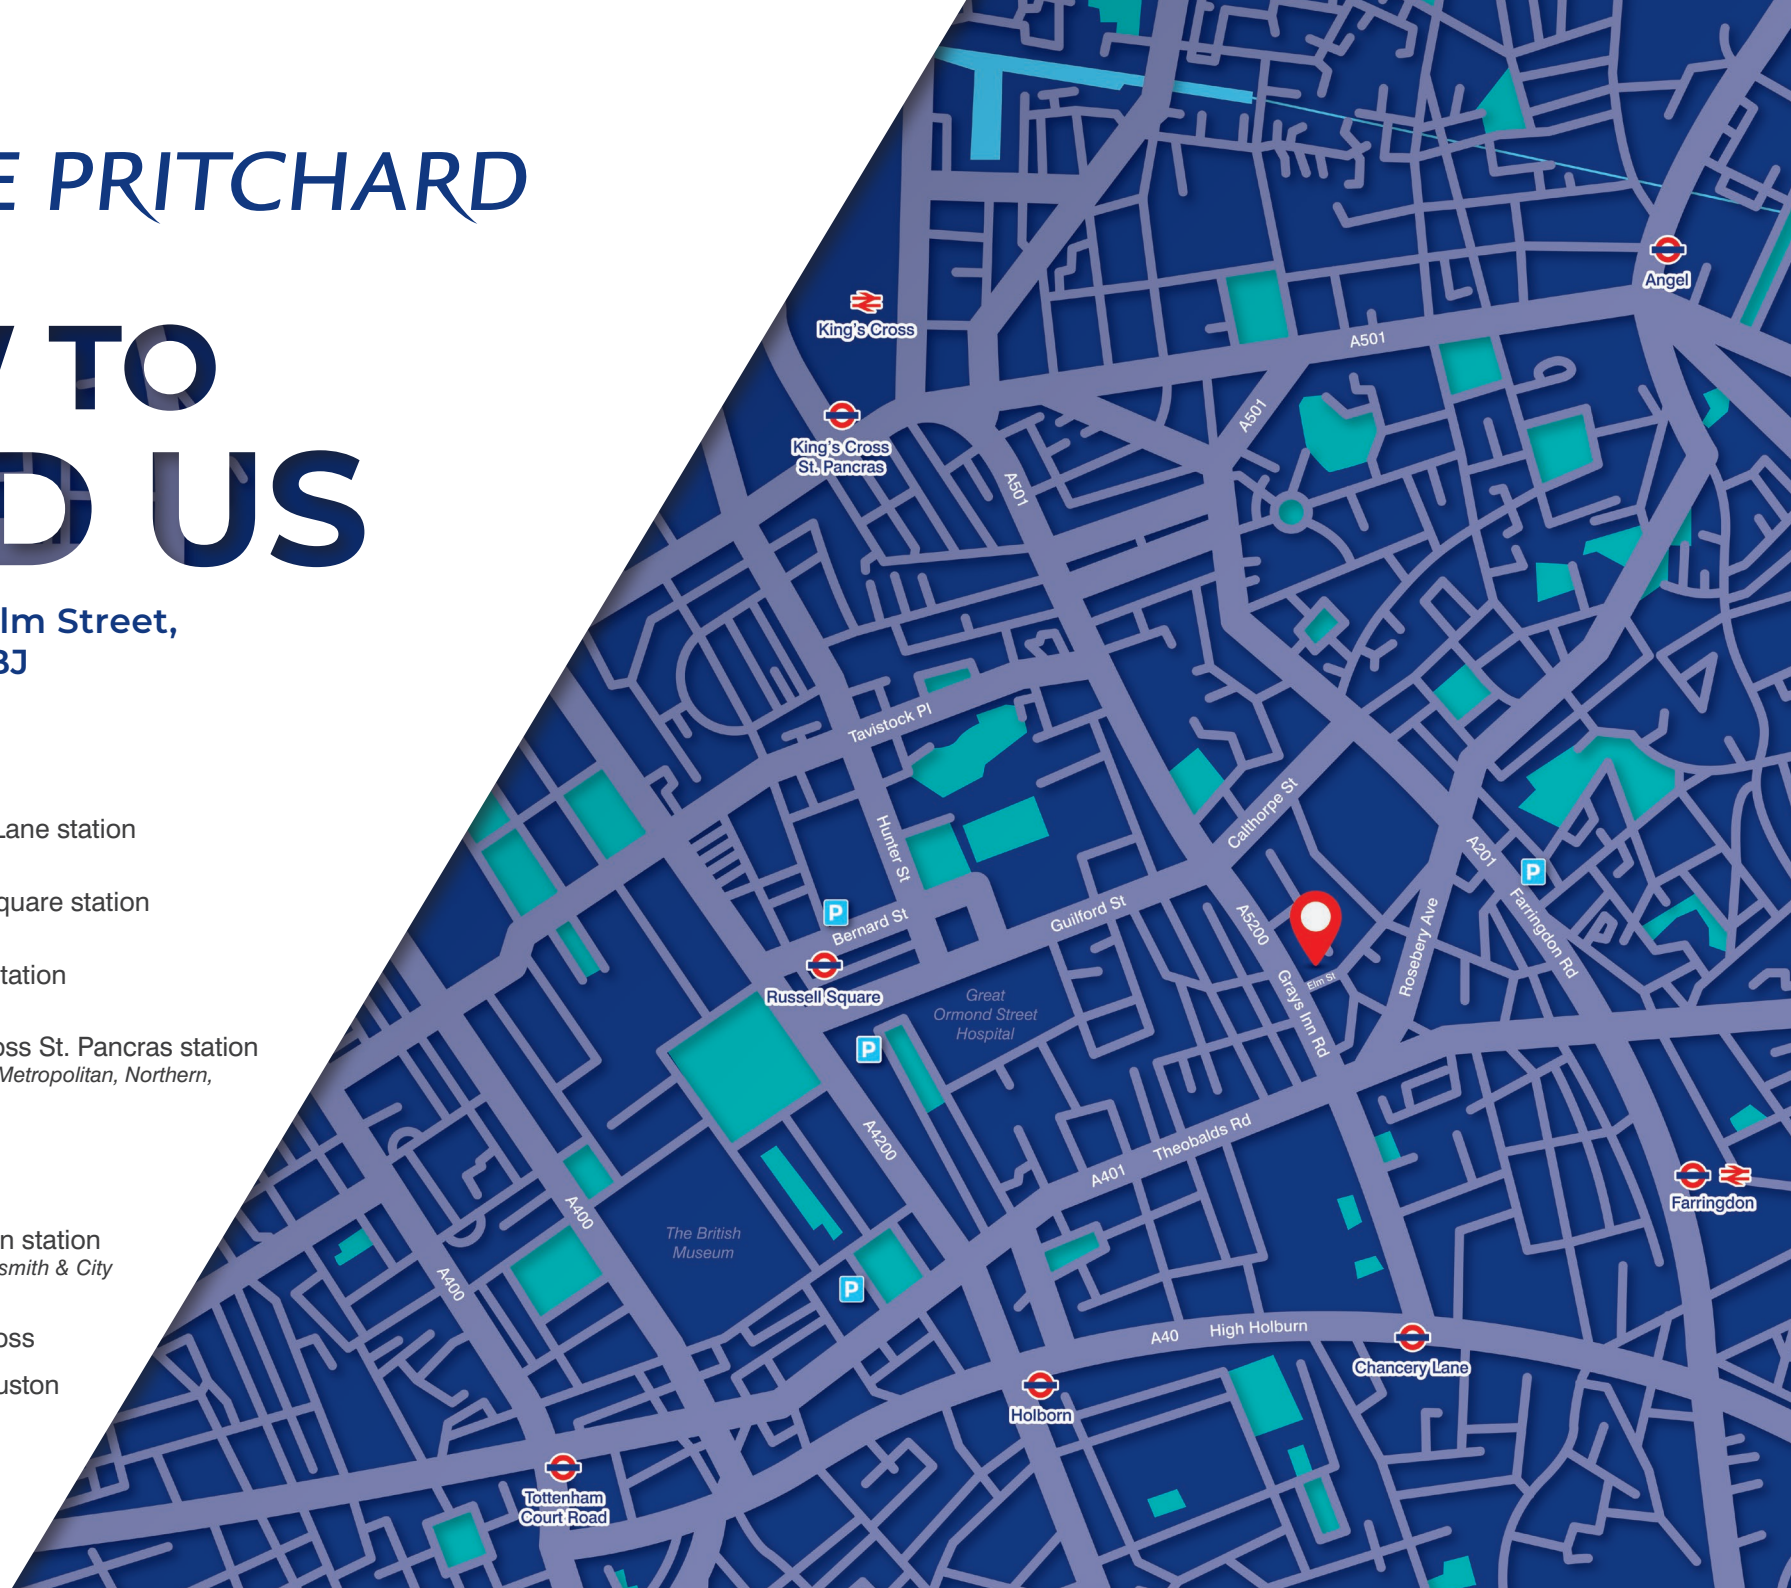 E PRITCHARD
W TO
D US
lm Street,
BJ
Lane station
quare station
tation
oss St. Pancras station
Metropolitan, Northern,
n station
smith & City
oss
uston
King's Cross
King's Cross
St. Pancras
Angel
A501
A501
A501
Tavistock Pl
Hunter St
Calthorpe St
A201
P
Farringdon Rd
P
Bernard St
Guilford St
A5200
Rosebery Ave
Elm St
Grays Inn Rd
Russell Square
Great
Ormond Street
Hospital
P
A4200
A401
Theobalds Rd
Farringdon
A400
The British
Museum
A400
P
A40
High Holburn
Chancery Lane
Holborn
Tottenham
Court Road